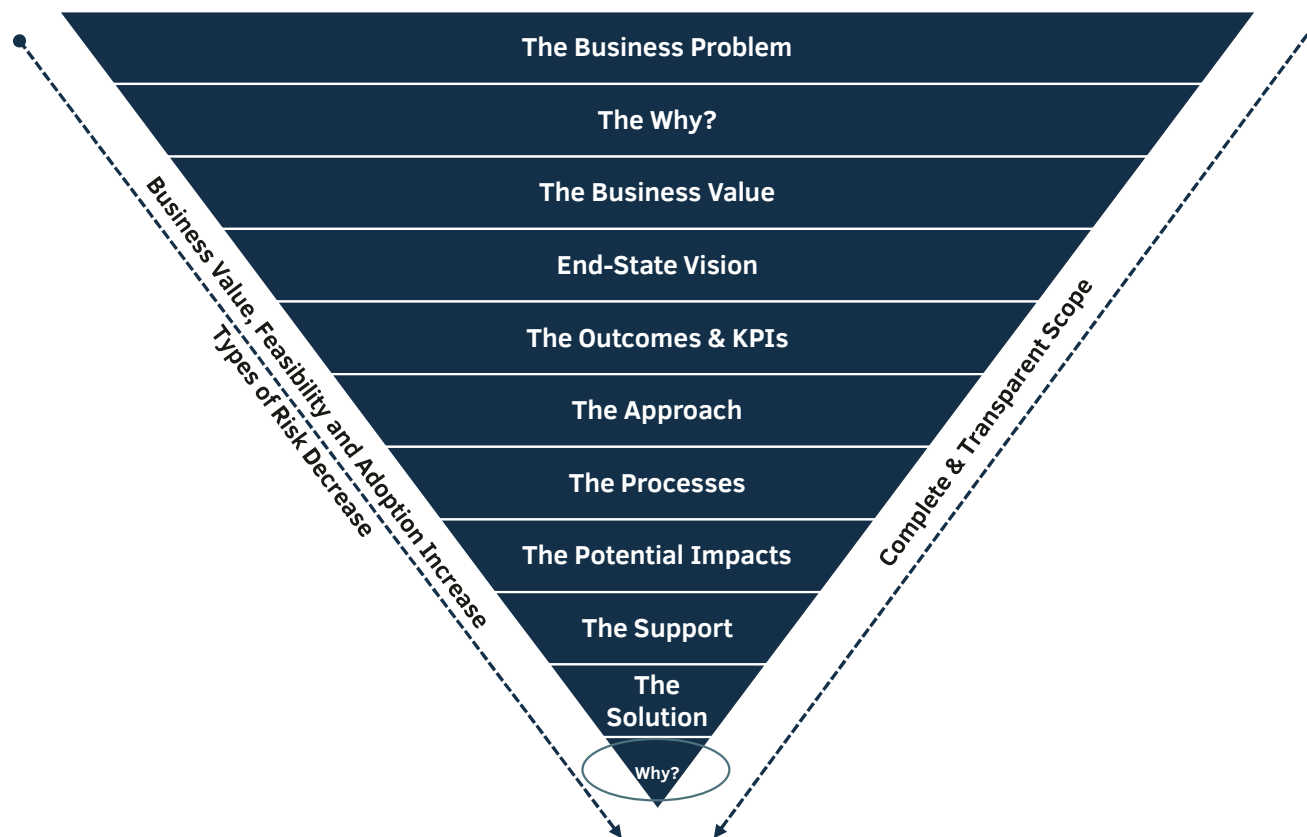 The Business Problem
The Why?
The Business Value
End-State Vision
The Outcomes & KPIs
The Approach
The Processes
The Potential Impacts
The Support
The
Solution
Why?
Business Value, Feasibility and Adoption Increase
Types of Risk Decrease
Complete & Transparent Scope